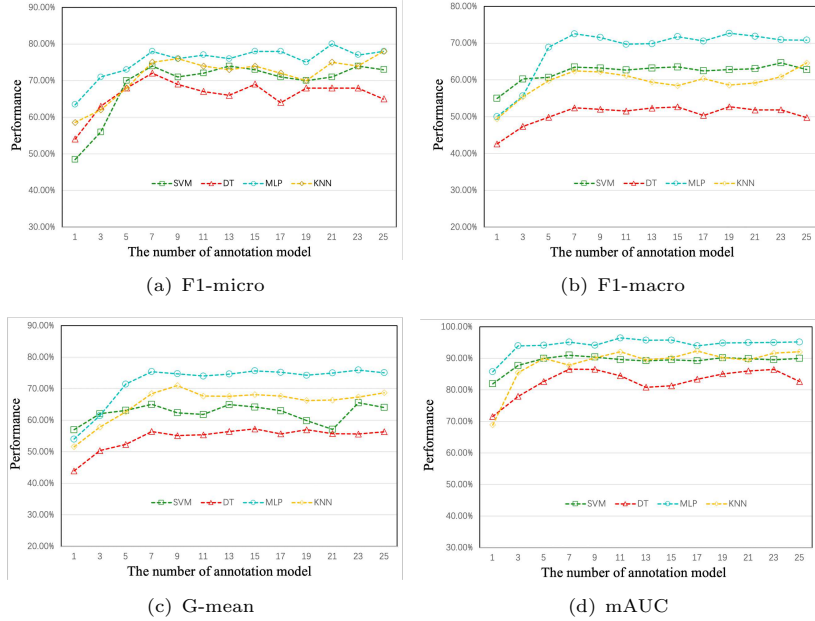 90.00%
80.00%
70.00%
60.00%
50.00%
40.00%
30.00%
Performance
SVM DT MLP KNN
1 3 5 7 9 11 13 15 17 19 21 23 25
The number of annotation model
(a) F1-micro
80.00%
70.00%
60.00%
50.00%
40.00%
30.00%
20.00%
Performance
SVM DT MLP KNN
1 3 5 7 9 11 13 15 17 19 21 23 25
The number of annotation model
(b) F1-macro
90.00%
80.00%
70.00%
60.00%
50.00%
40.00%
30.00%
20.00%
Performance
SVM DT MLP KNN
1 3 5 7 9 11 13 15 17 19 21 23 25
The number of annotation model
(c) G-mean
100.00%
90.00%
80.00%
70.00%
60.00%
50.00%
40.00%
30.00%
Performance
SVM DT MLP KNN
1 3 5 7 9 11 13 15 17 19 21 23 25
The number of annotation model
(d) mAUC